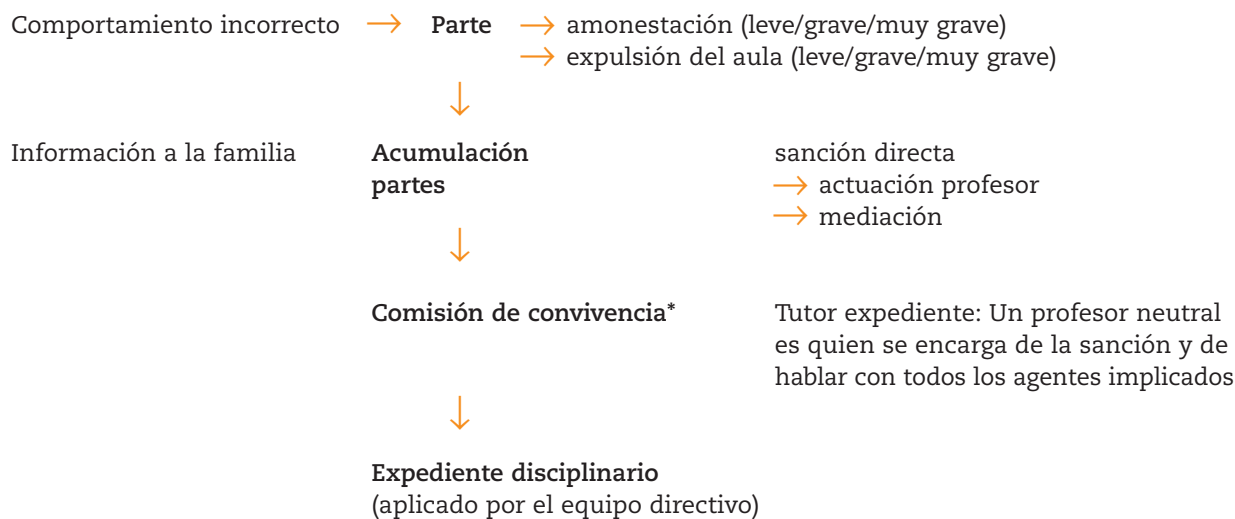 Comportamiento incorrecto → Parte → amonestación (leve/grave/muy grave)
→ expulsión del aula (leve/grave/muy grave)
↓
Información a la familia Acumulación sanción directa
partes → actuación profesor
→ mediación
↓
Comisión de convivencia* Tutor expediente: Un profesor neutral
es quien se encarga de la sanción y de
hablar con todos los agentes implicados
↓
Expediente disciplinario
(aplicado por el equipo directivo)